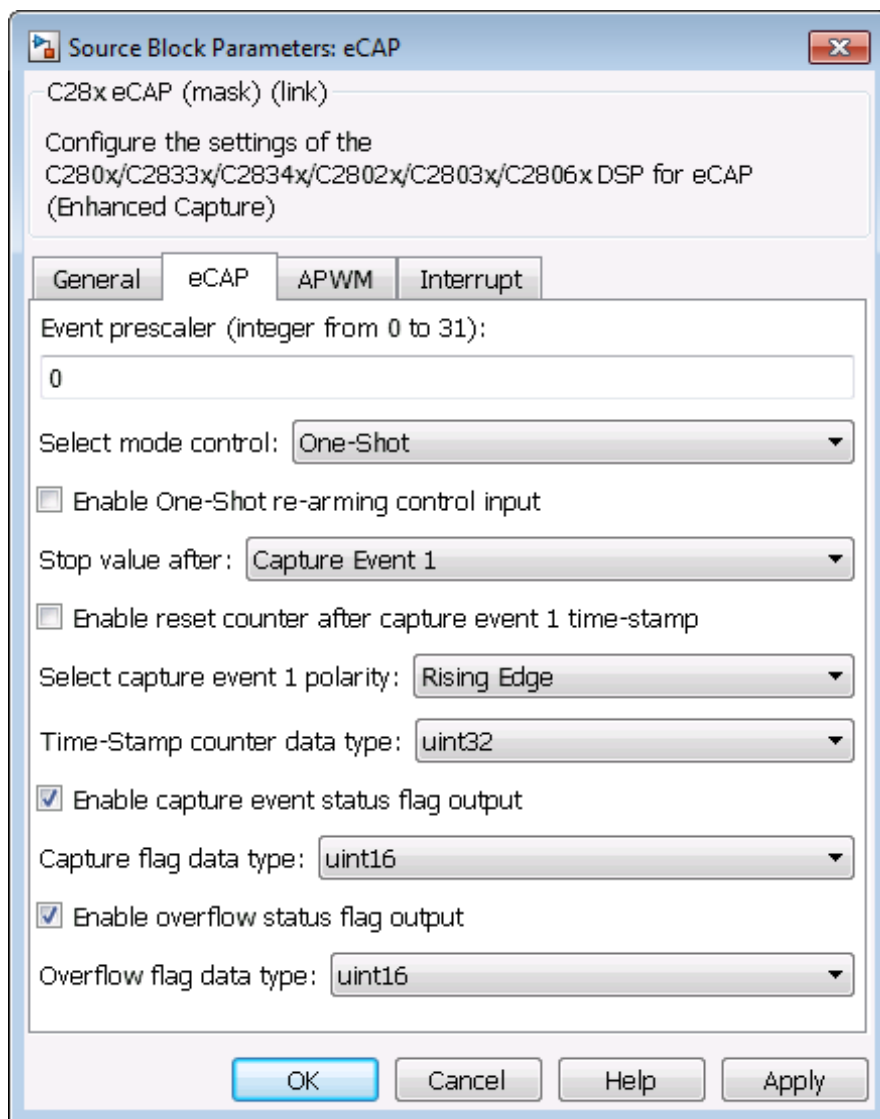 Source Block Parameters: eCAP
C28x eCAP (mask) (link)
Configure the settings of the
C280x/C2833x/C2834x/C2802x/C2803x/C2806x DSP for eCAP
(Enhanced Capture)
General eCAP APWM Interrupt
Event prescaler (integer from 0 to 31):
0
Select mode control: One-Shot
Enable One-Shot re-arming control input
Stop value after: Capture Event 1
Enable reset counter after capture event 1 time-stamp
Select capture event 1 polarity: Rising Edge
Time-Stamp counter data type: uint32
Enable capture event status flag output
Capture flag data type: uint16
Enable overflow status flag output
Overflow flag data type: uint16
OK Cancel Help Apply